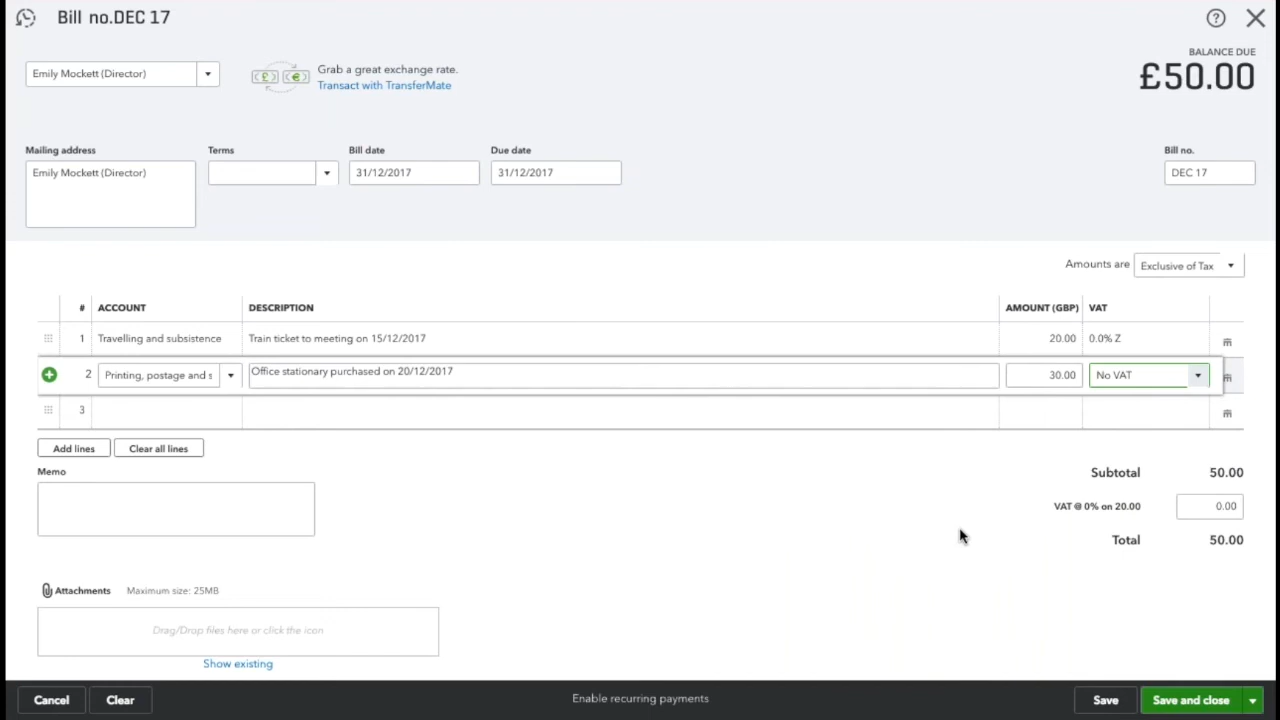 Bill no.DEC 17
?
BALANCE DUE
£50.00
Emily Mockett (Director)
£ €
Grab a great exchange rate.
Transact with TransferMate
Mailing address
Emily Mockett (Director)
Terms
Bill date
31/12/2017
Due date
31/12/2017
Bill no.
DEC 17
Amounts are Exclusive of Tax
# ACCOUNT DESCRIPTION AMOUNT (GBP) VAT
1 Travelling and subsistence Train ticket to meeting on 15/12/2017 20.00 0.0% Z
2 Printing, postage and s Office stationary purchased on 20/12/2017 30.00 No VAT
3
Add lines Clear all lines
Memo
Subtotal 50.00
VAT @ 0% on 20.00 0.00
Total 50.00
Attachments Maximum size: 25MB
Drag/Drop files here or click the icon
Show existing
Cancel Clear Enable recurring payments Save Save and close